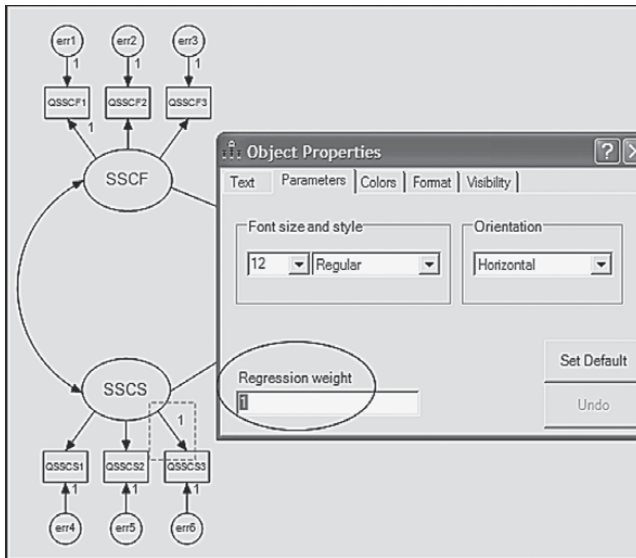 err1 err2 err3
1 1 1
QSSCF1 QSSCF2 QSSCF3
1
SSCF
Object Properties
Text Parameters Colors Format Visibility
Font size and style
Orientation
12 Regular
Horizontal
Regression weight
1
Set Default
Undo
SSCS
1
QSSCS1 QSSCS2 QSSCS3
1 1 1
err4 err5 err6